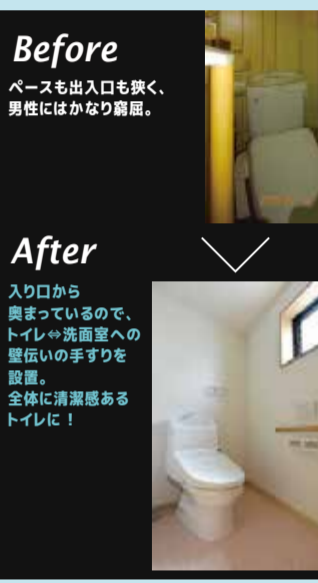 Before
ペースも出入口も狭く、
男性にはかなり窮屈。
After
入り口から
奥まっているので、
トイレ⇔洗面室への
壁伝いの手すりを
設置。
全体に清潔感ある
トイレに！